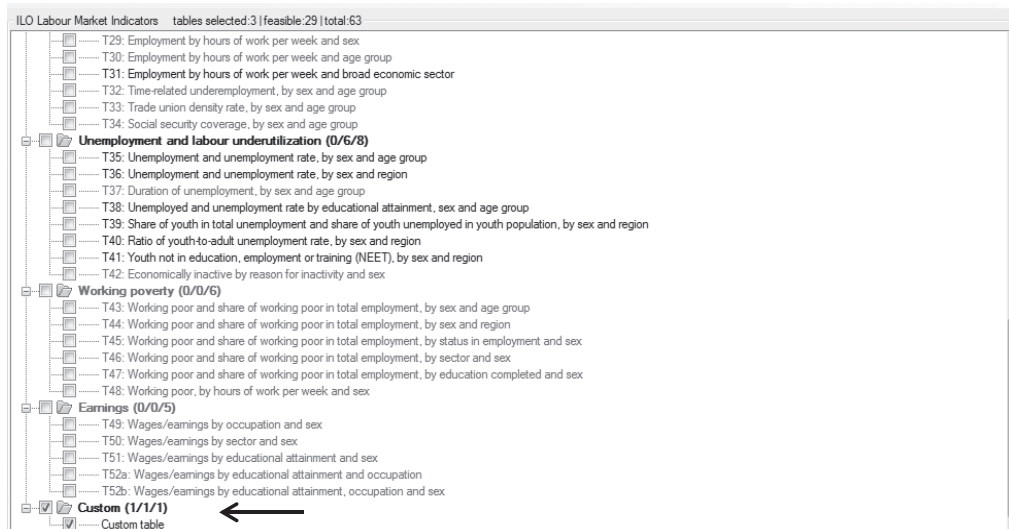 ILO Labour Market Indicators tables selected:3 | feasible:29 | total:63
T29: Employment by hours of work per week and sex
T30: Employment by hours of work per week and age group
T31: Employment by hours of work per week and broad economic sector
T32: Time-related underemployment, by sex and age group
T33: Trade union density rate, by sex and age group
T34: Social security coverage, by sex and age group
Unemployment and labour underutilization (0/6/8)
T35: Unemployment and unemployment rate, by sex and age group
T36: Unemployment and unemployment rate, by sex and region
T37: Duration of unemployment, by sex and age group
T38: Unemployed and unemployment rate by educational attainment, sex and age group
T39: Share of youth in total unemployment and share of youth unemployed in youth population, by sex and region
T40: Ratio of youth-to-adult unemployment rate, by sex and region
T41: Youth not in education, employment or training (NEET), by sex and region
T42: Economically inactive by reason for inactivity and sex
Working poverty (0/0/6)
T43: Working poor and share of working poor in total employment, by sex and age group
T44: Working poor and share of working poor in total employment, by sex and region
T45: Working poor and share of working poor in total employment, by status in employment and sex
T46: Working poor and share of working poor in total employment, by sector and sex
T47: Working poor and share of working poor in total employment, by education completed and sex
T48: Working poor, by hours of work per week and sex
Earnings (0/0/5)
T49: Wages/earnings by occupation and sex
T50: Wages/earnings by sector and sex
T51: Wages/earnings by educational attainment and sex
T52a: Wages/earnings by educational attainment and occupation
T52b: Wages/earnings by educational attainment, occupation and sex
Custom (1/1/1)
Custom table